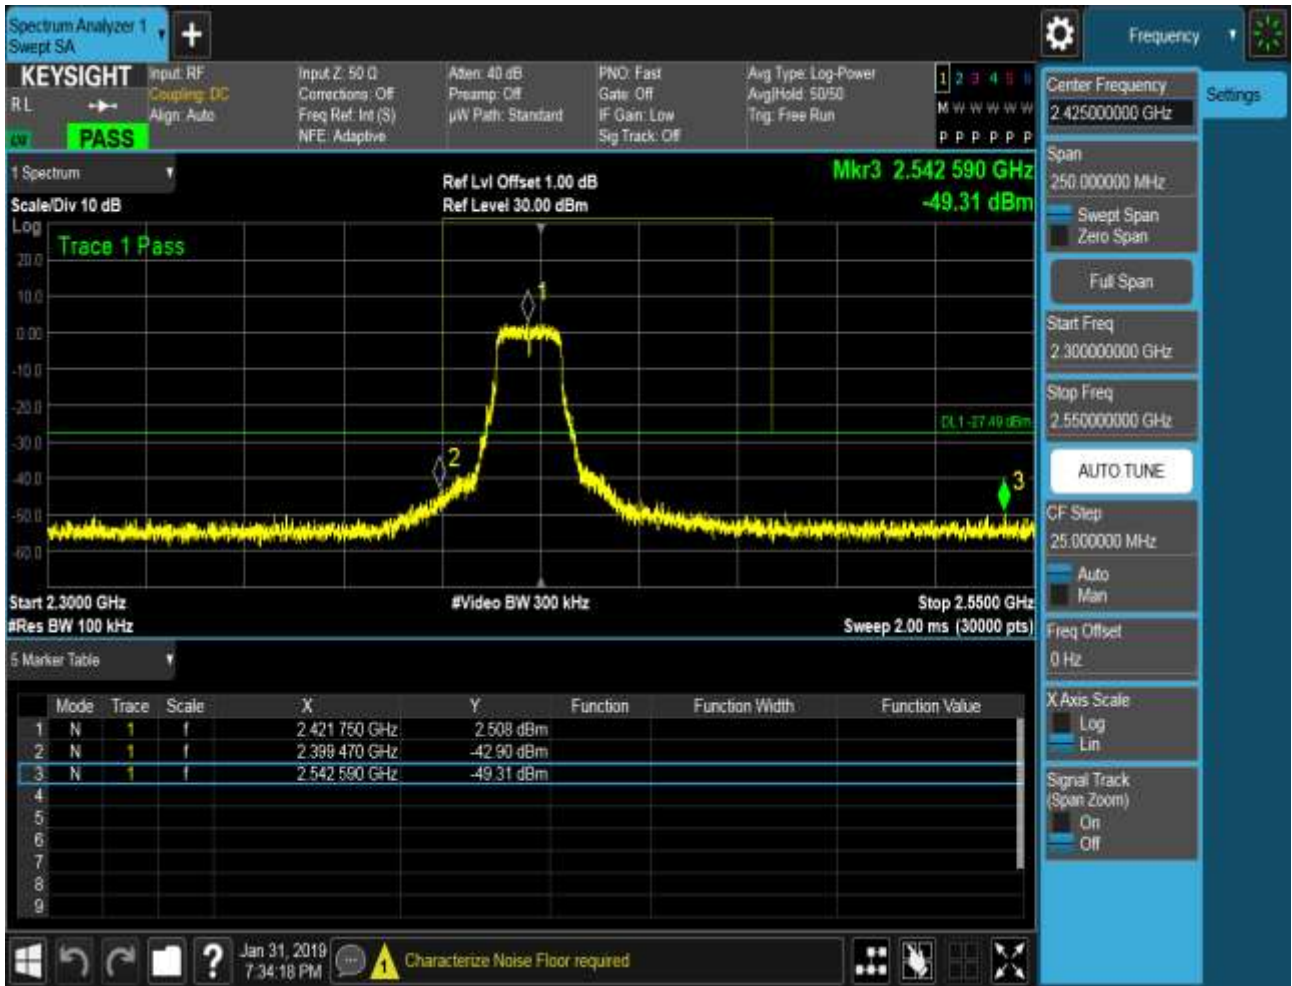 Spectrum Analyzer 1
Swept SA
+
Frequency
KEYSIGHT
R L
PASS
Input: RF
Coupling: DC
Align: Auto
Input Z: 50 Ω
Corrections: Off
Freq Ref: Int (S)
NFE: Adaptive
Atten: 40 dB
Preamp: Off
µW Path: Standard
PNO: Fast
Gate: Off
IF Gain: Low
Sig Track: Off
Avg Type: Log-Power
Avg|Hold: 50/50
Trig: Free Run
1 2 3 4 5 6
M W W W W W
P P P P P P
1 Spectrum
Scale/Div 10 dB
Ref Lvl Offset 1.00 dB
Ref Level 30.00 dBm
Mkr3 2.542 590 GHz
-49.31 dBm
Log
Trace 1 Pass
20.0
10.0
0.00
-10.0
-20.0
-30.0
-40.0
-50.0
-60.0
1
2
3
DL1 -27.49 dBm
Start 2.3000 GHz
#Video BW 300 kHz
Stop 2.5500 GHz
#Res BW 100 kHz
Sweep 2.00 ms (30000 pts)
5 Marker Table
Mode Trace Scale X Y Function Function Width Function Value
1 N 1 f 2.421 750 GHz 2.508 dBm
2 N 1 f 2.399 470 GHz -42.90 dBm
3 N 1 f 2.542 590 GHz -49.31 dBm
4
5
6
7
8
9
Center Frequency
2.425000000 GHz
Settings
Span
250.000000 MHz
Swept Span
Zero Span
Full Span
Start Freq
2.300000000 GHz
Stop Freq
2.550000000 GHz
AUTO TUNE
CF Step
25.000000 MHz
Auto
Man
Freq Offset
0 Hz
X Axis Scale
Log
Lin
Signal Track
(Span Zoom)
On
Off
?
Jan 31, 2019
7:34:18 PM
1
Characterize Noise Floor required